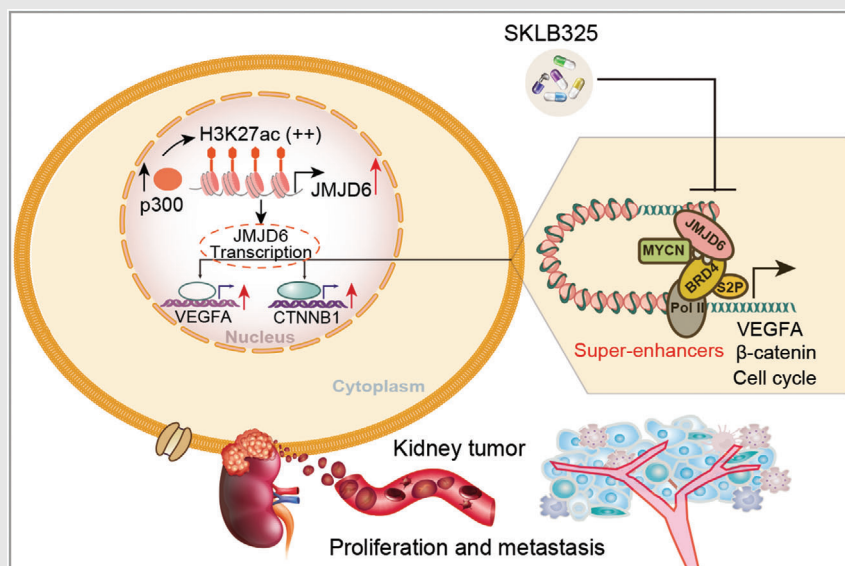 SKLB325
H3K27ac (++)
p300
JMJD6
JMJD6
Transcription
VEGFA
CTNNB1
Nucleus
Cytoplasm
JMJD6
MYCN
BRD4
S2P
Pol II
Super-enhancers
VEGFA
β-catenin
Cell cycle
Kidney tumor
Proliferation and metastasis